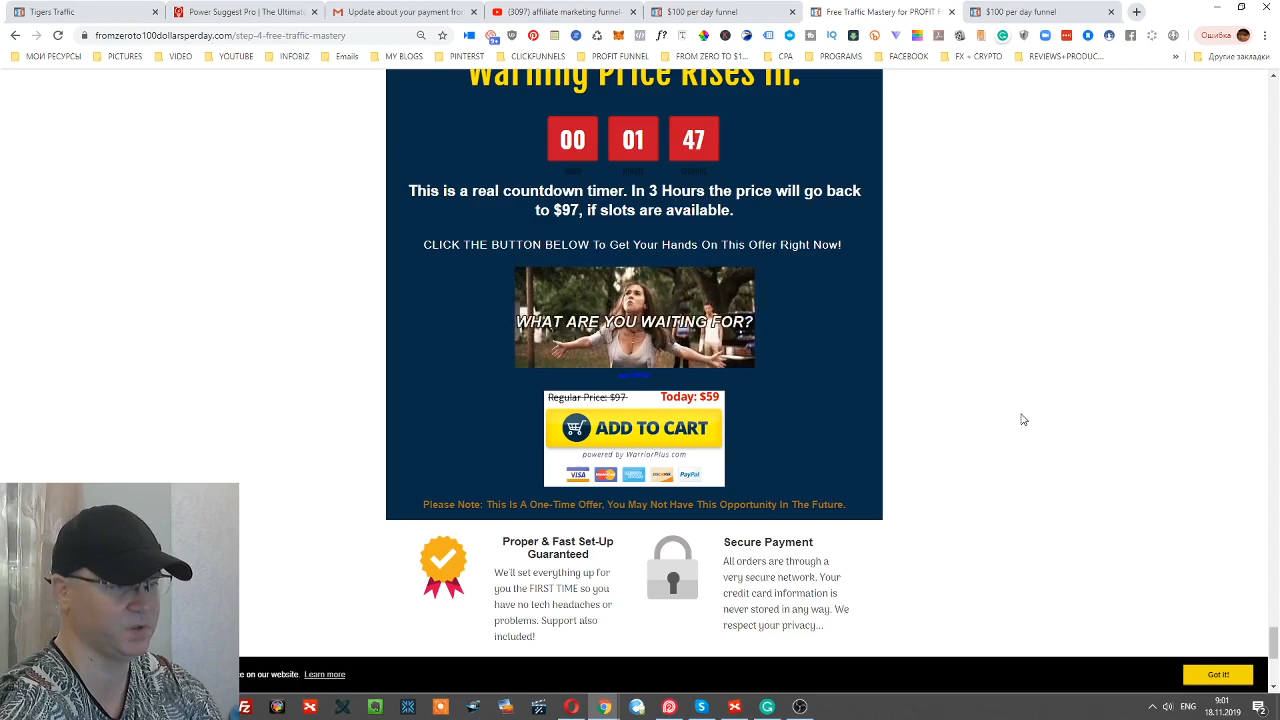 Tigers Traffic
Power Suggest Pro | The Ultimate
Update about your payment from
(3097) affiliate marketing funnel-
$100 per day funnel
Free Traffic Mastery for PROFIT F
$100 per day funnel
fromzeroto100dollarsperday.com/step-4-free-traffic-mastery
Ошибка
МОИ РЕСУРСЫ
PICTURES
VIDEO
YOUTUBE
INFOBIZ
Emails
MY BLOGS
PINTEREST
CLICKFUNNELS
PROFIT FUNNEL
FROM ZERO TO $1...
CPA
PROGRAMS
FACEBOOK
FX + CRYPTO
REVIEWS+PRODUC...
»
Другие закладки
Warning Price Rises In:
00 01 47
HOUR MINUTE SECONDS
This is a real countdown timer. In 3 Hours the price will go back
to $97, if slots are available.
CLICK THE BUTTON BELOW To Get Your Hands On This Offer Right Now!
WHAT ARE YOU WAITING FOR?
Regular Price: $97 Today: $59
ADD TO CART
powered by WarriorPlus.com
VISA MasterCard DISCOVER PayPal
Please Note: This Is A One-Time Offer, You May Not Have This Opportunity In The Future.
Proper & Fast Set-Up
Guaranteed
We'll set everything up for
you the FIRST TIME so you
have no tech headaches or
problems. Support also
included!
Secure Payment
All orders are through a
very secure network. Your
credit card information is
never stored in any way. We
respect your privacy...
e on our website. Learn more
Got it!
ENG
9:01
18.11.2019